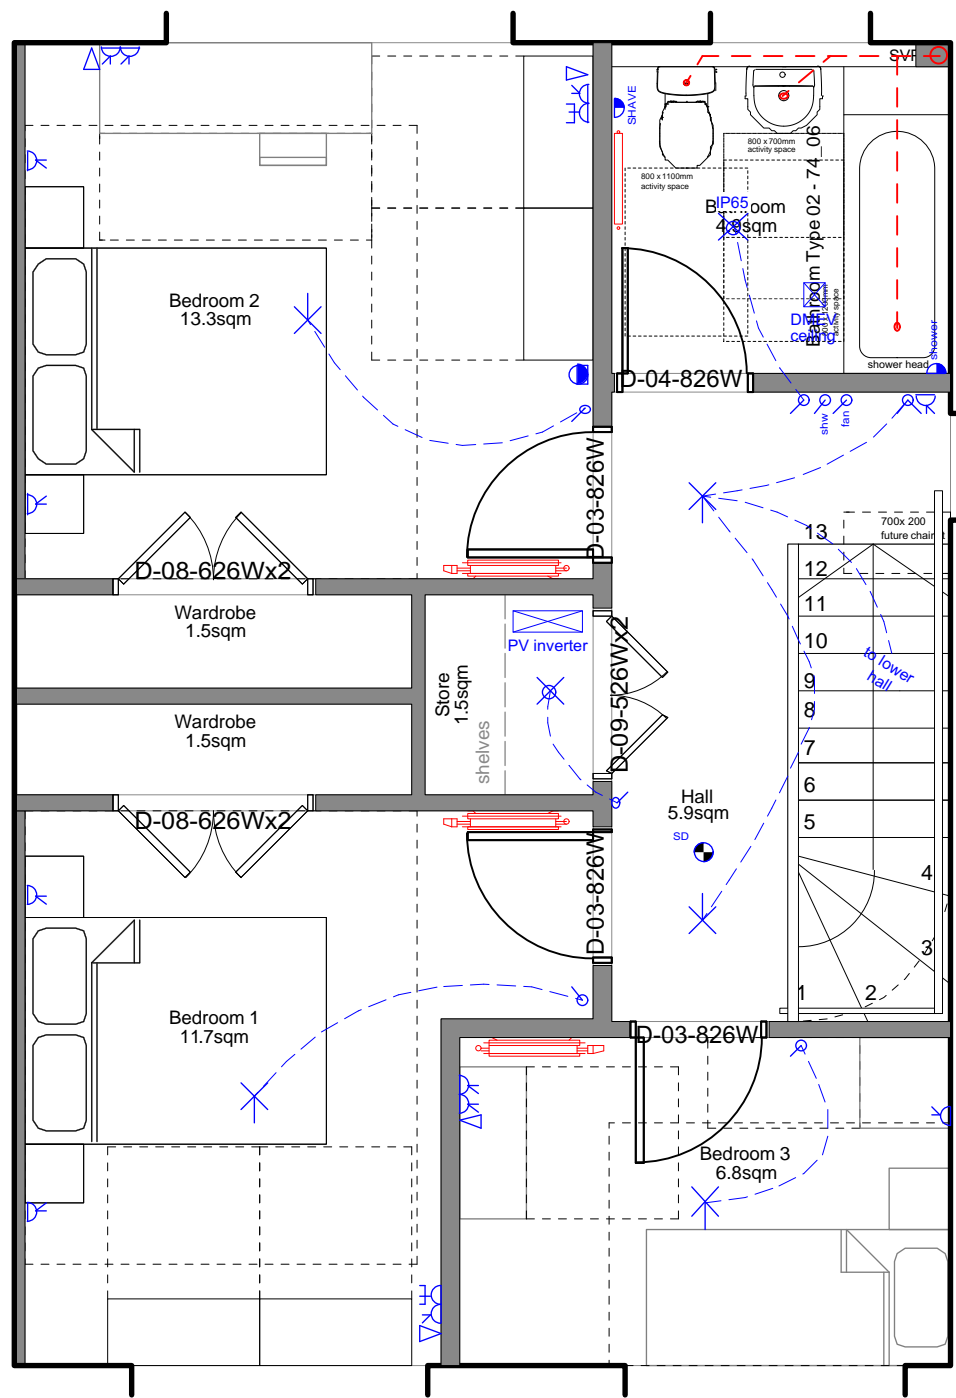 SVP
SHAVE
800 x 700mm
activity space
800 x 1100mm
activity space
IP65
Bathroom
4.9sqm
Bathroom Type 02 - 74_06
DMEV
ceiling
activity space
shower
shower head
Bedroom 2
13.3sqm
D-04-826W
shw
fan
D-03-826W
700x 200
future chair
13
12
11
10
9
8
7
6
5
4
3
2
1
to lower
hall
D-08-626Wx2
Wardrobe
1.5sqm
PV inverter
Store
1.5sqm
shelves
D-09-526Wx2
Wardrobe
1.5sqm
D-08-626Wx2
Hall
5.9sqm
SD
D-03-826W
Bedroom 1
11.7sqm
D-03-826W
Bedroom 3
6.8sqm